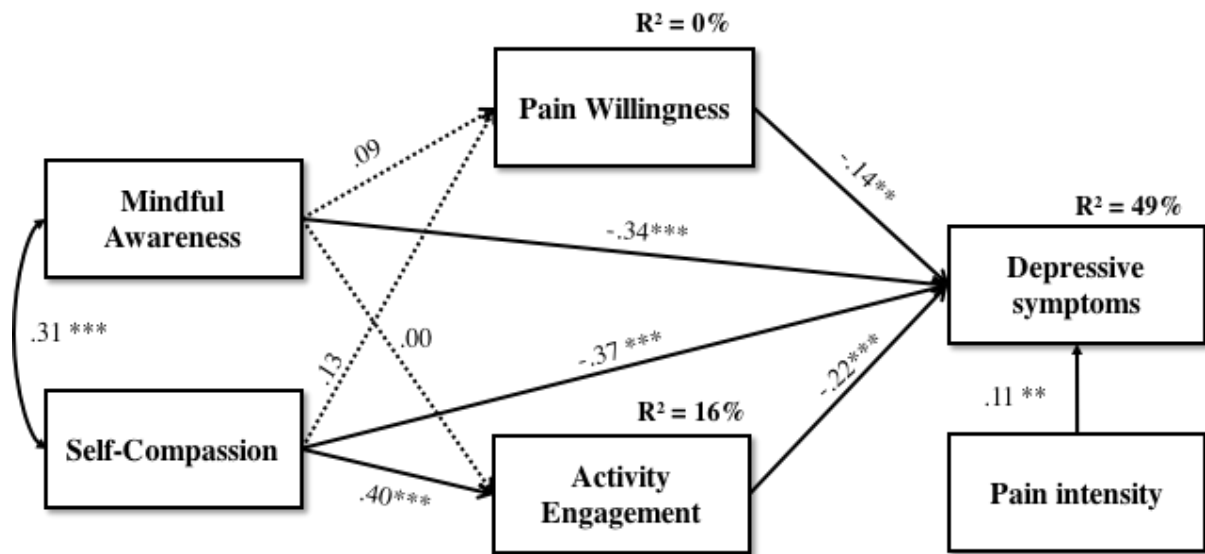 R² = 0%
Pain Willingness
.09
-.14**
Mindful
Awareness
R² = 49%
-.34***
Depressive
symptoms
.31 ***
.00
.13
-.37 ***
-.22***
R² = 16%
.11 **
Self-Compassion
.40***
Activity
Engagement
Pain intensity